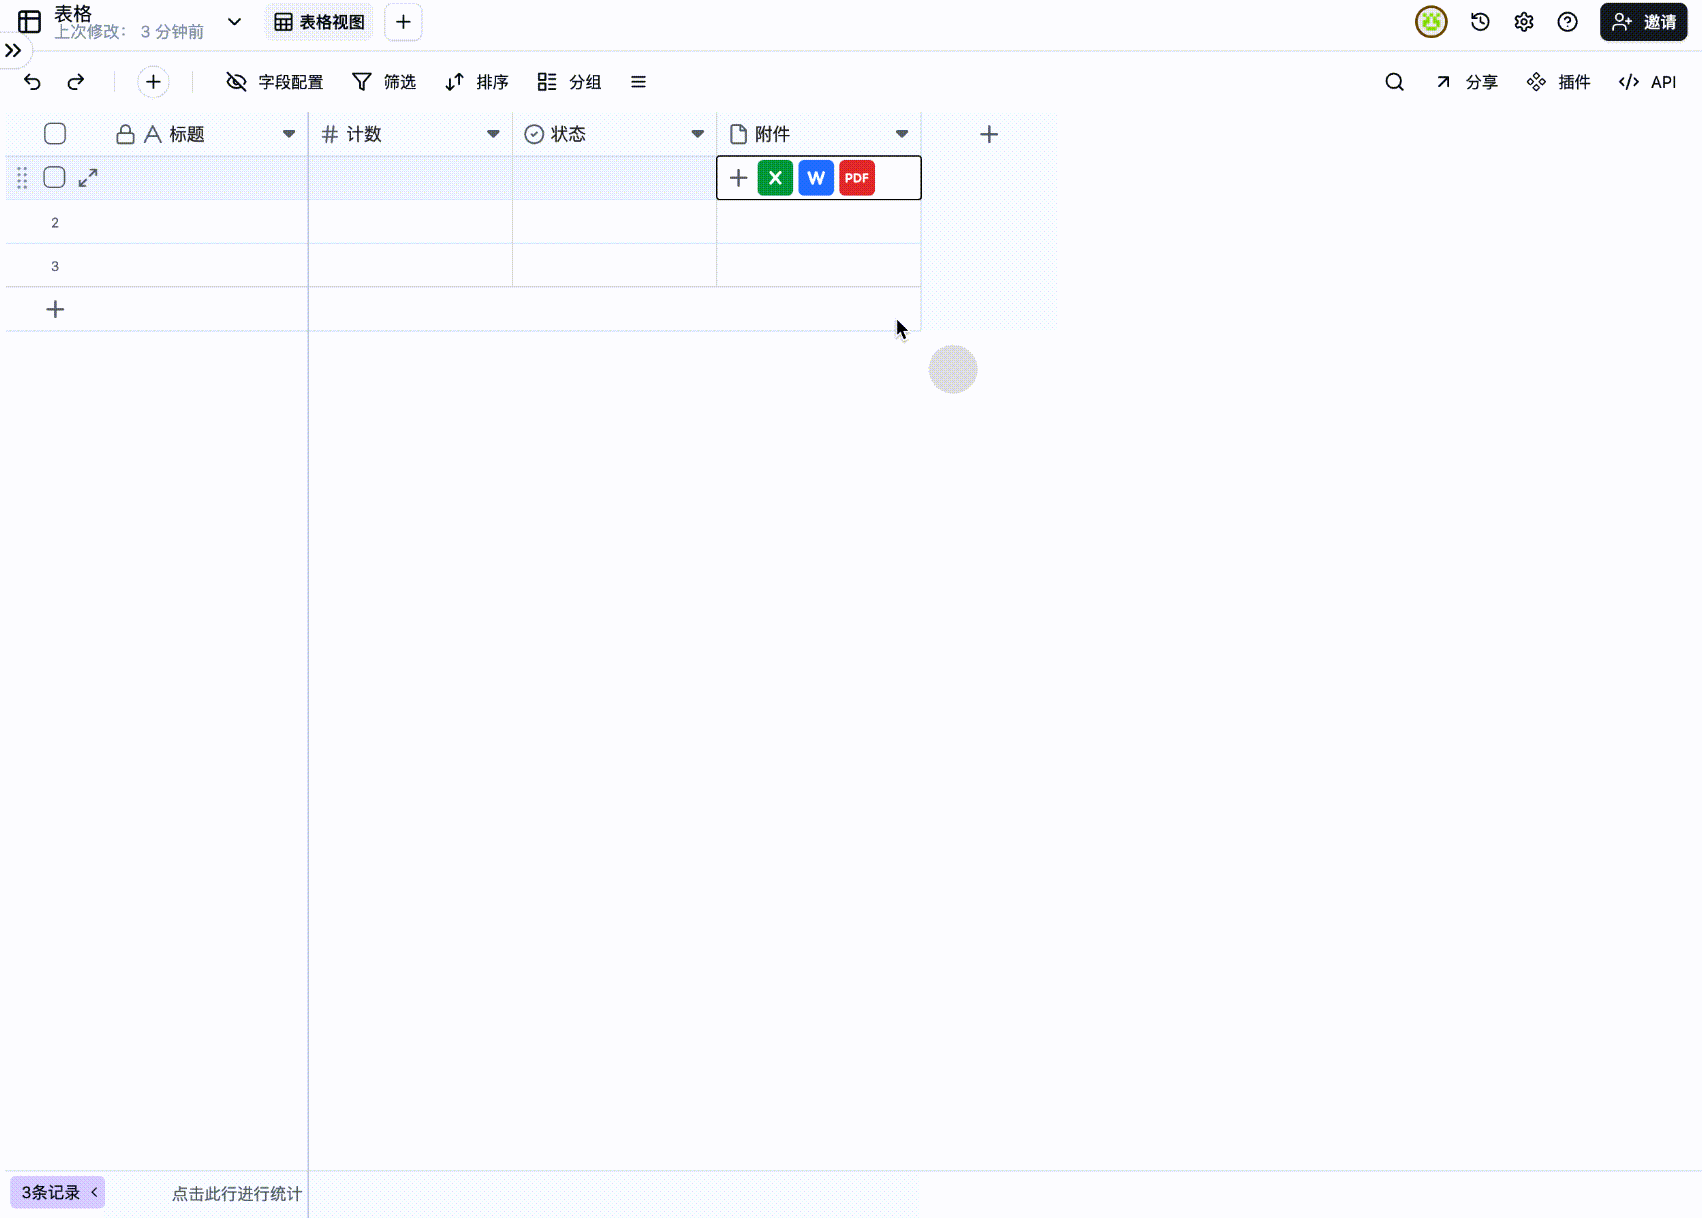 表格
上次修改： 3 分钟前
表格视图
邀请
字段配置 筛选 排序 分组
分享 插件 API
标题 计数 状态 附件
X W PDF
2
3
3条记录
点击此行进行统计